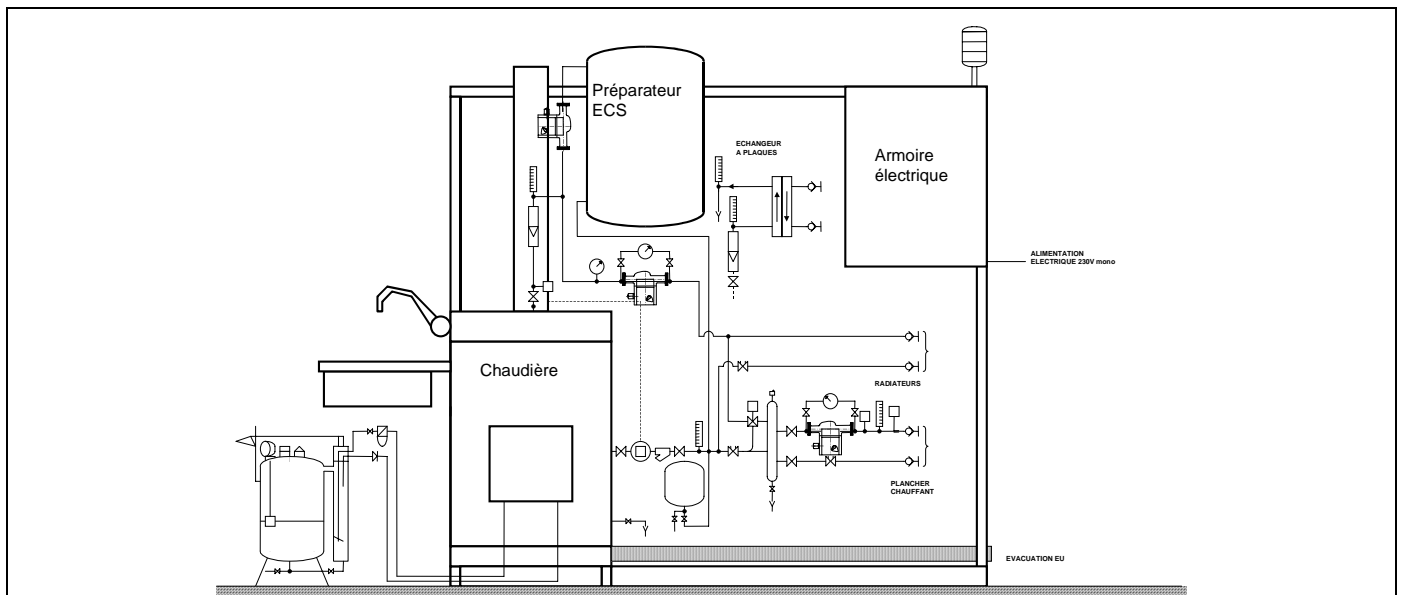 Préparateur
ECS
ECHANGEUR
A PLAQUES
Armoire
électrique
ALIMENTATION
ELECTRIQUE 230V mono
Chaudière
RADIATEURS
PLANCHER
CHAUFFANT
EVACUATION EU